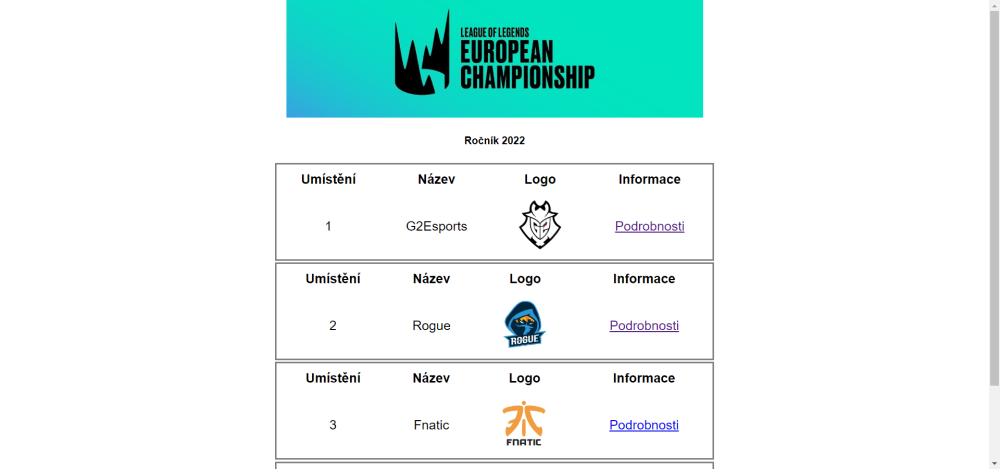 LEAGUE OF LEGENDS
EUROPEAN
CHAMPIONSHIP
Ročník 2022
Umístění Název Logo Informace
1 G2Esports Podrobnosti
Umístění Název Logo Informace
2 Rogue ROGUE Podrobnosti
Umístění Název Logo Informace
3 Fnatic FNATIC Podrobnosti